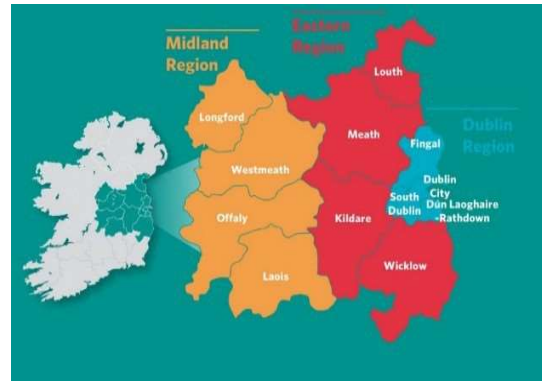 Midland
Region
Eastern
Region
Dublin
Region
Longford
Westmeath
Offaly
Laois
Louth
Meath
Kildare
Wicklow
Fingal
Dublin
City
South
Dublin
Dún Laoghaire
-Rathdown